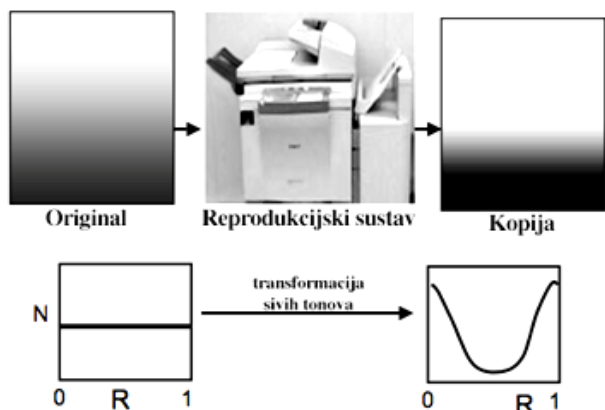 Original
Reprodukcijski sustav
Kopija
transformacija
sivih tonova
N
0 R 1
0 R 1